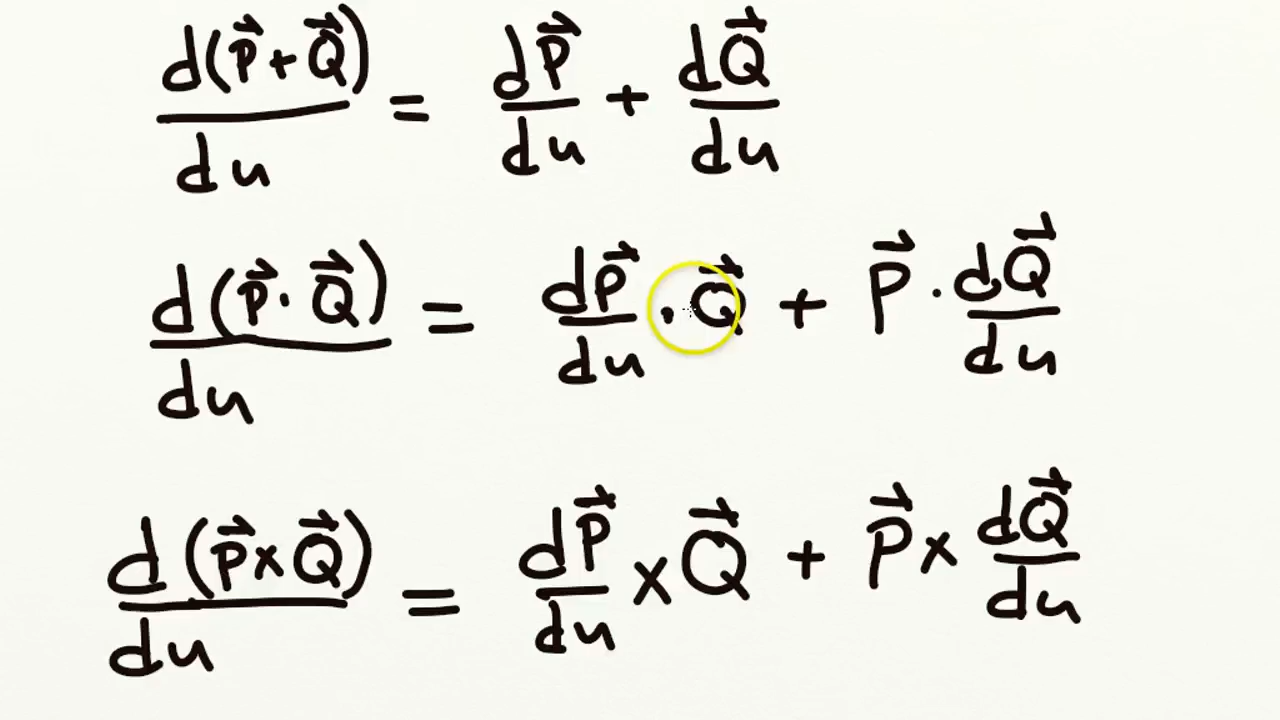 d(P⃗+Q⃗)/du = dP⃗/du + dQ⃗/du
d(P⃗·Q⃗)/du = dP⃗/du · Q⃗ + P⃗ · dQ⃗/du
d(P⃗×Q⃗)/du = dP⃗/du × Q⃗ + P⃗ × dQ⃗/du